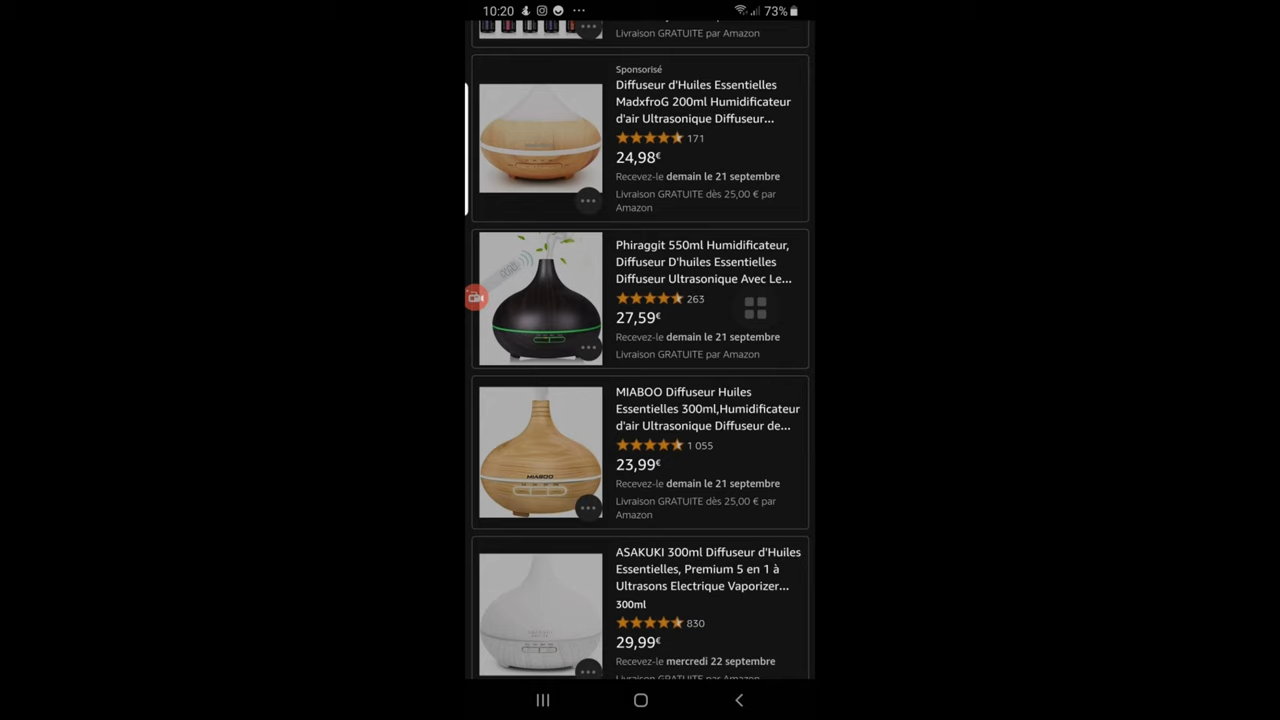 10:20
73%
Livraison GRATUITE par Amazon
Sponsorisé
Diffuseur d'Huiles Essentielles
MadxfroG 200ml Humidificateur
d'air Ultrasonique Diffuseur...
171
24,98€
Recevez-le demain le 21 septembre
Livraison GRATUITE dès 25,00 € par
Amazon
Phiraggit 550ml Humidificateur,
Diffuseur D'huiles Essentielles
Diffuseur Ultrasonique Avec Le...
263
27,59€
Recevez-le demain le 21 septembre
Livraison GRATUITE par Amazon
MIABOO Diffuseur Huiles
Essentielles 300ml,Humidificateur
d'air Ultrasonique Diffuseur de...
1 055
23,99€
MIABOO
Recevez-le demain le 21 septembre
Livraison GRATUITE dès 25,00 € par
Amazon
ASAKUKI 300ml Diffuseur d'Huiles
Essentielles, Premium 5 en 1 à
Ultrasons Electrique Vaporizer...
300ml
830
29,99€
Recevez-le mercredi 22 septembre
Livraison GRATUITE par Amazon